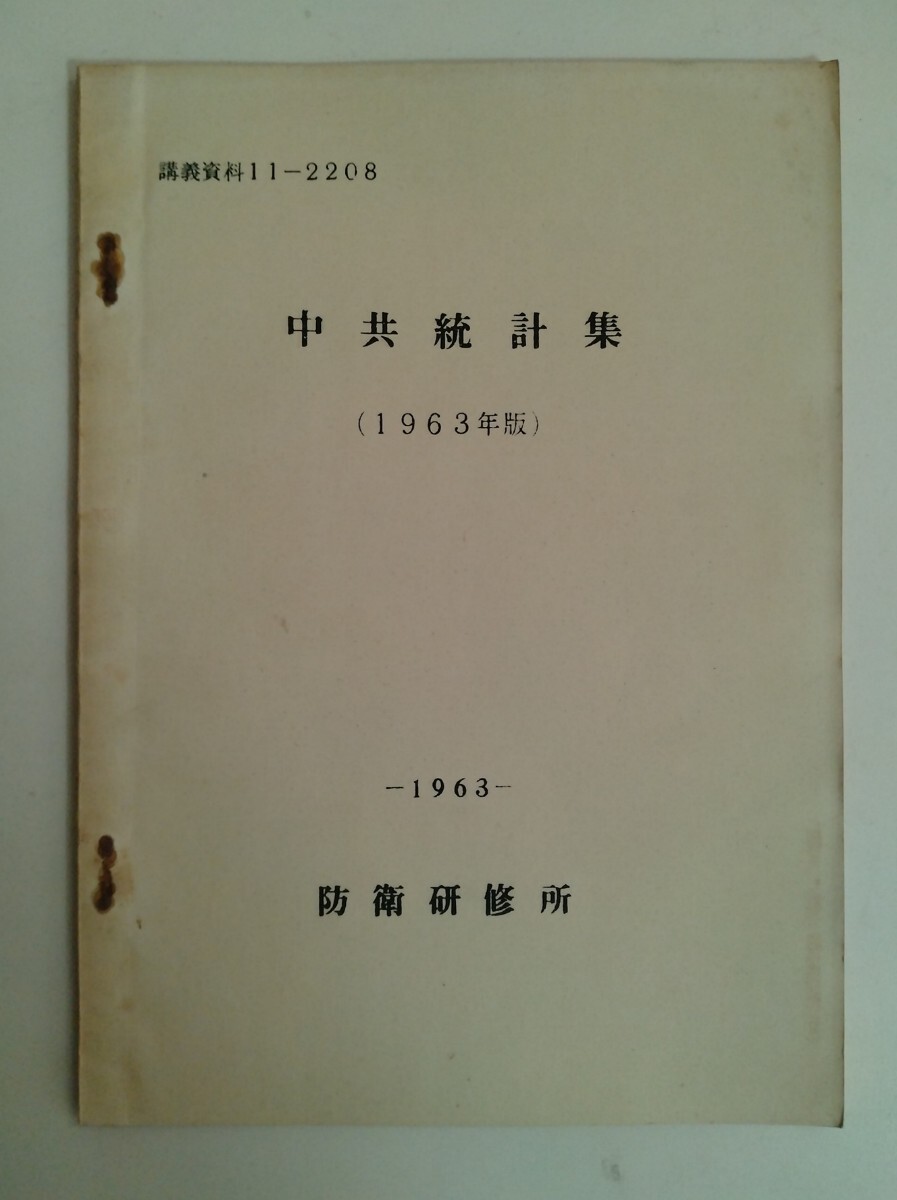 講義資料11－2208
中共統計集
（1963年版）
－1963－
防衛研修所